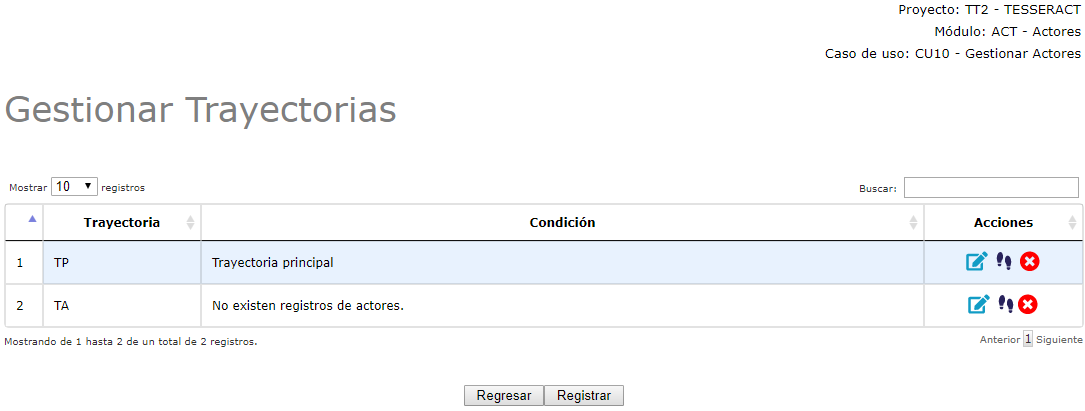 Proyecto: TT2 - TESSERACT
Módulo: ACT - Actores
Caso de uso: CU10 - Gestionar Actores
Gestionar Trayectorias
Mostrar 10 registros Buscar:
Trayectoria Condición Acciones
1 TP Trayectoria principal
2 TA No existen registros de actores.
Mostrando de 1 hasta 2 de un total de 2 registros. Anterior 1 Siguiente
Regresar Registrar